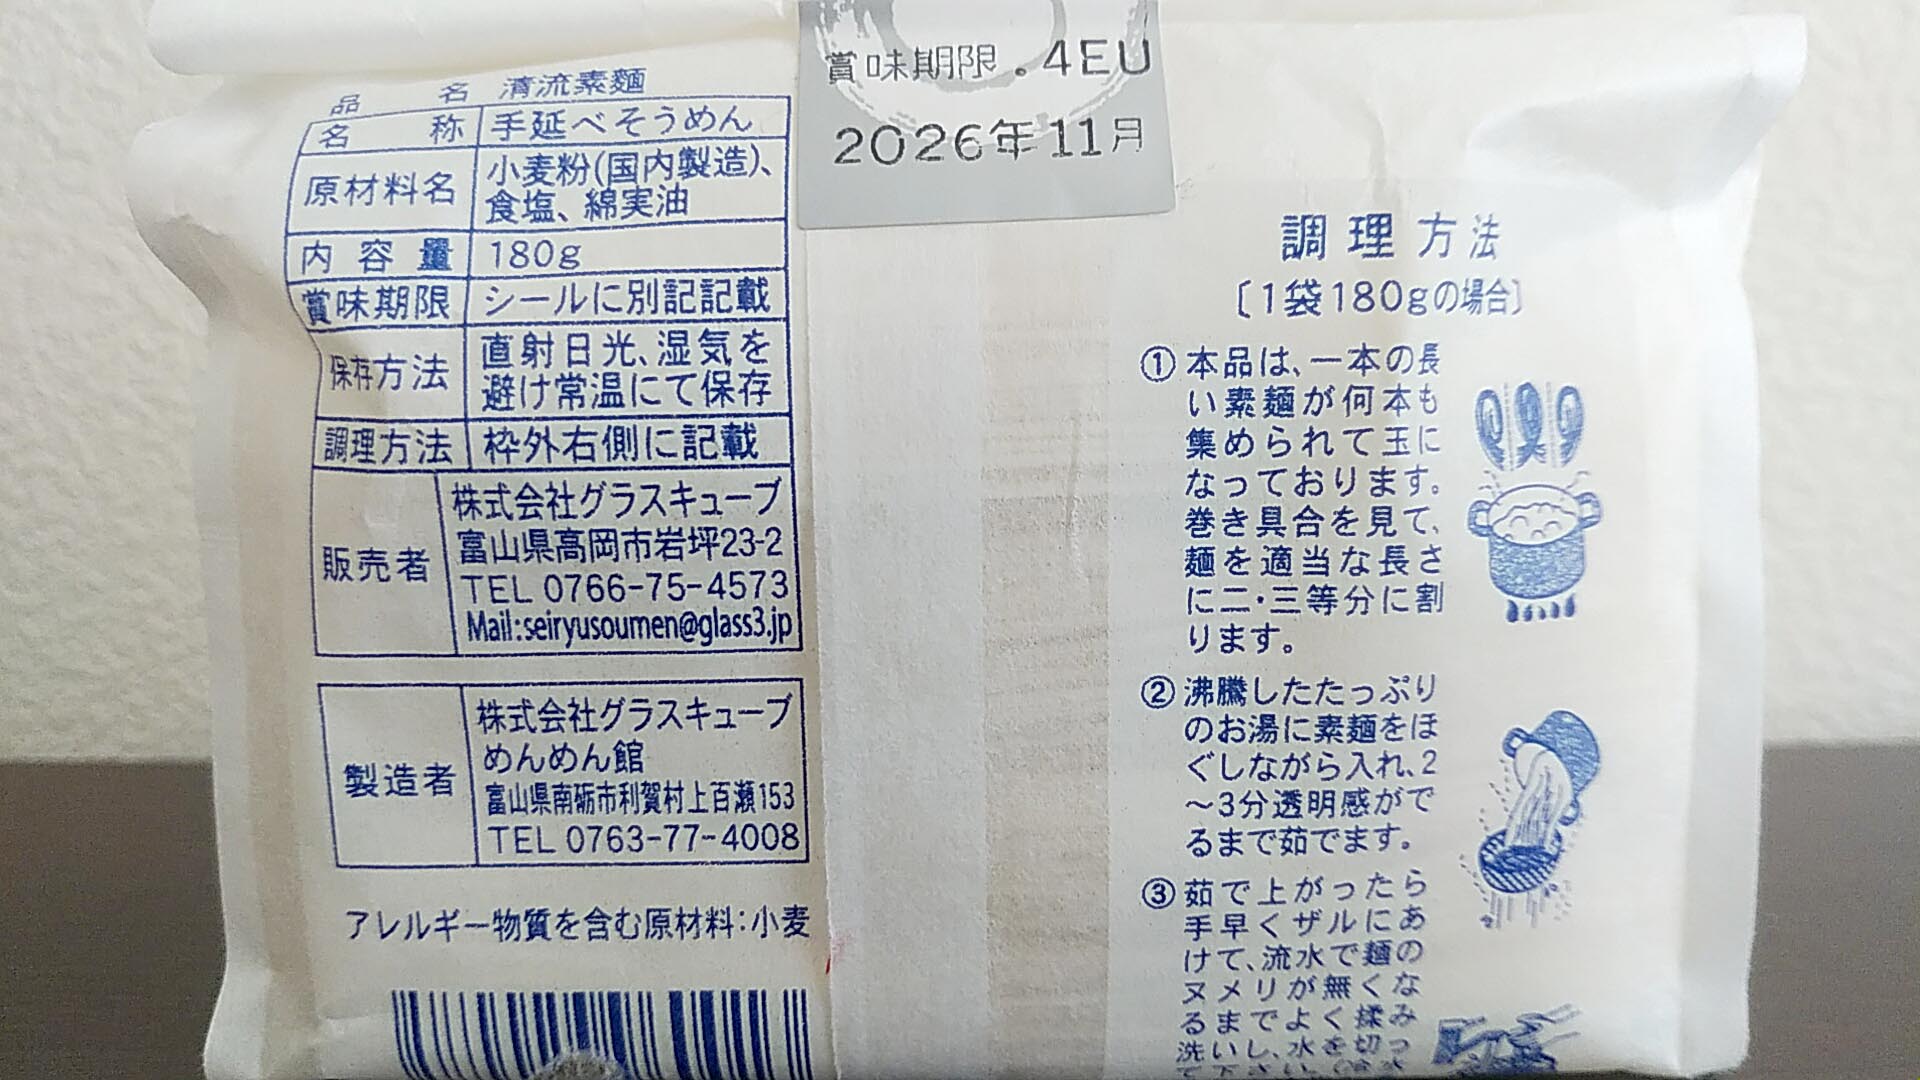 品名 清流素麺
名称 手延べそうめん
原材料名 小麦粉(国内製造)、
食塩、綿実油
内容量 180g
賞味期限 シールに別記記載
保存方法 直射日光、湿気を
避け常温にて保存
調理方法 枠外右側に記載
販売者 株式会社グラスキューブ
富山県高岡市岩坪23-2
TEL 0766-75-4573
Mail:seiryusoumen@glass3.jp
製造者 株式会社グラスキューブ
めんめん館
富山県南砺市利賀村上百瀬153
TEL 0763-77-4008
アレルギー物質を含む原材料:小麦
賞味期限.4EU
2026年11月
調理方法
〔1袋180gの場合〕
①本品は、一本の長
い素麺が何本も
集められて玉に
なっております。
巻き具合を見て、
麺を適当な長さ
に二・三等分に割
ります。
②沸騰したたっぷり
のお湯に素麺をほ
ぐしながら入れ、2
~3分透明感がで
るまで茹でます。
③茹で上がったら
手早くザルにあ
けて、流水で麺の
ヌメリが無くな
るまでよく揉み
洗いし、水を切っ
て下さい。